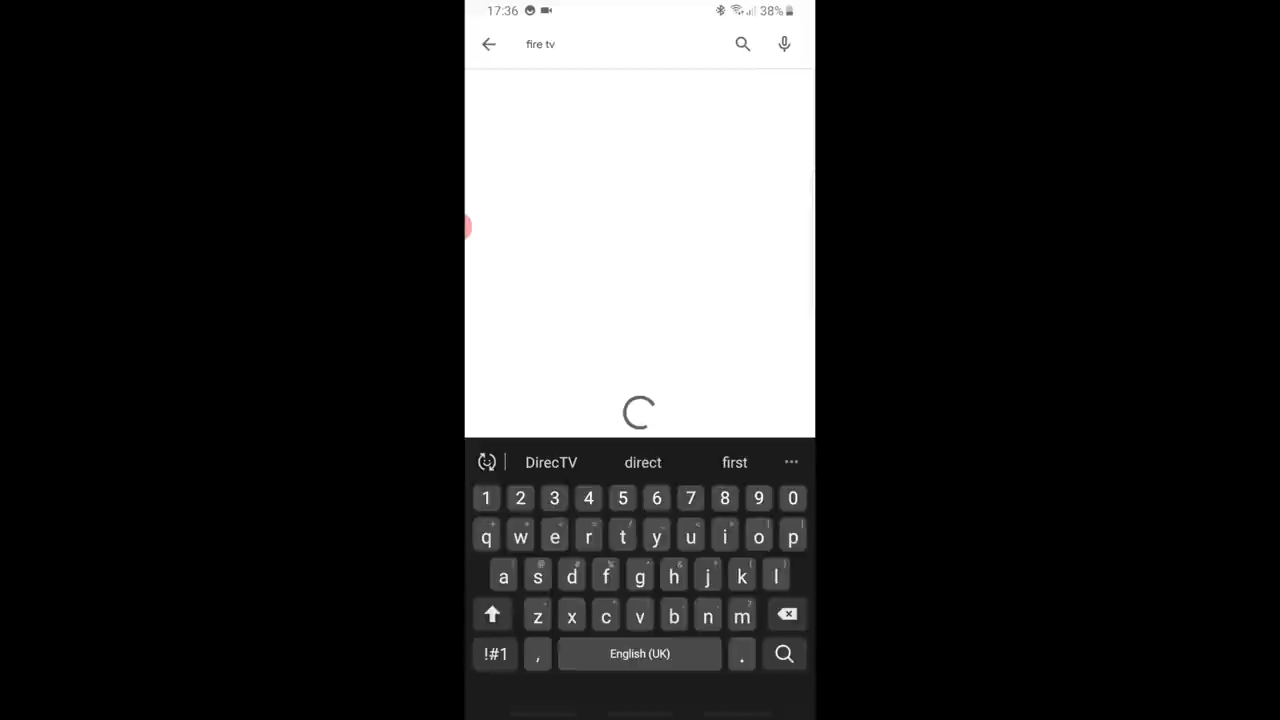 17:36 38%
fire tv
DirecTV direct first ...
1 2 3 4 5 6 7 8 9 0
q w e r t y u i o p
a s d f g h j k l
z x c v b n m
!#1 , English (UK) .